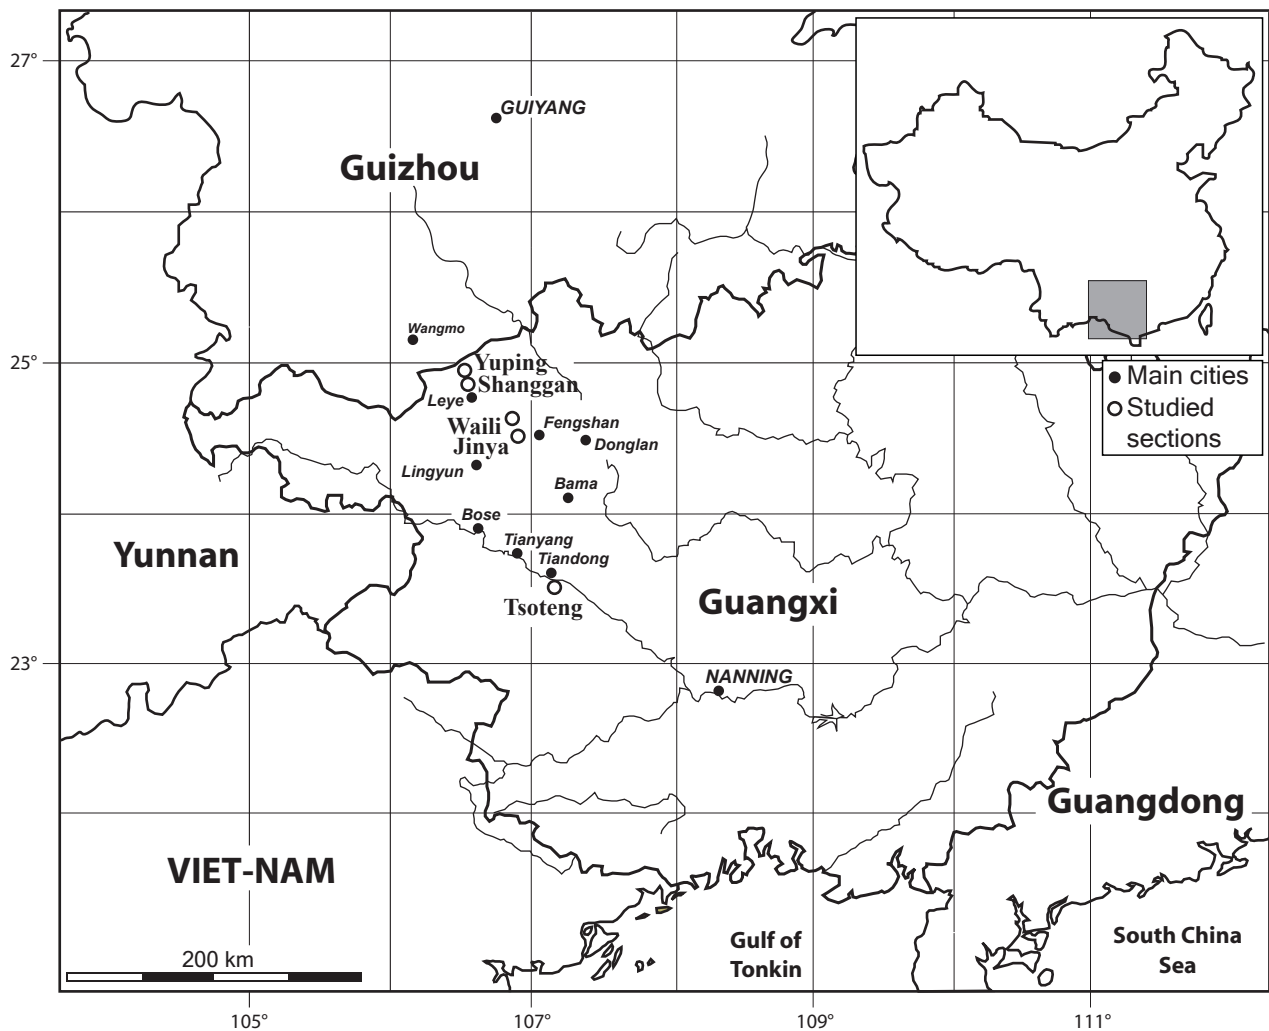 27°
GUIYANG
Guizhou
Wangmo
25°
Yuping
Shanggan
Leye
Waili
Jinya
Fengshan
Donglan
Lingyun
Bama
Bose
Tianyang
Tiandong
Tsoteng
Yunnan
Guangxi
23°
NANNING
Guangdong
VIET-NAM
Gulf of
Tonkin
South China
Sea
200 km
105°
107°
109°
111°
Main cities
Studied
sections